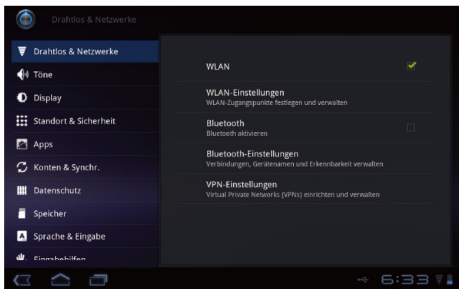 Drahtlos & Netzwerke
Drahtlos & Netzwerke
Töne
Display
Standort & Sicherheit
Apps
Konten & Synchr.
Datenschutz
Speicher
Sprache & Eingabe
Eingabehilfen
WLAN
WLAN-Einstellungen
WLAN-Zugangspunkte festlegen und verwalten
Bluetooth
Bluetooth aktivieren
Bluetooth-Einstellungen
Verbindungen, Gerätenamen und Erkennbarkeit verwalten
VPN-Einstellungen
Virtual Private Networks (VPNs) einrichten und verwalten
6:33